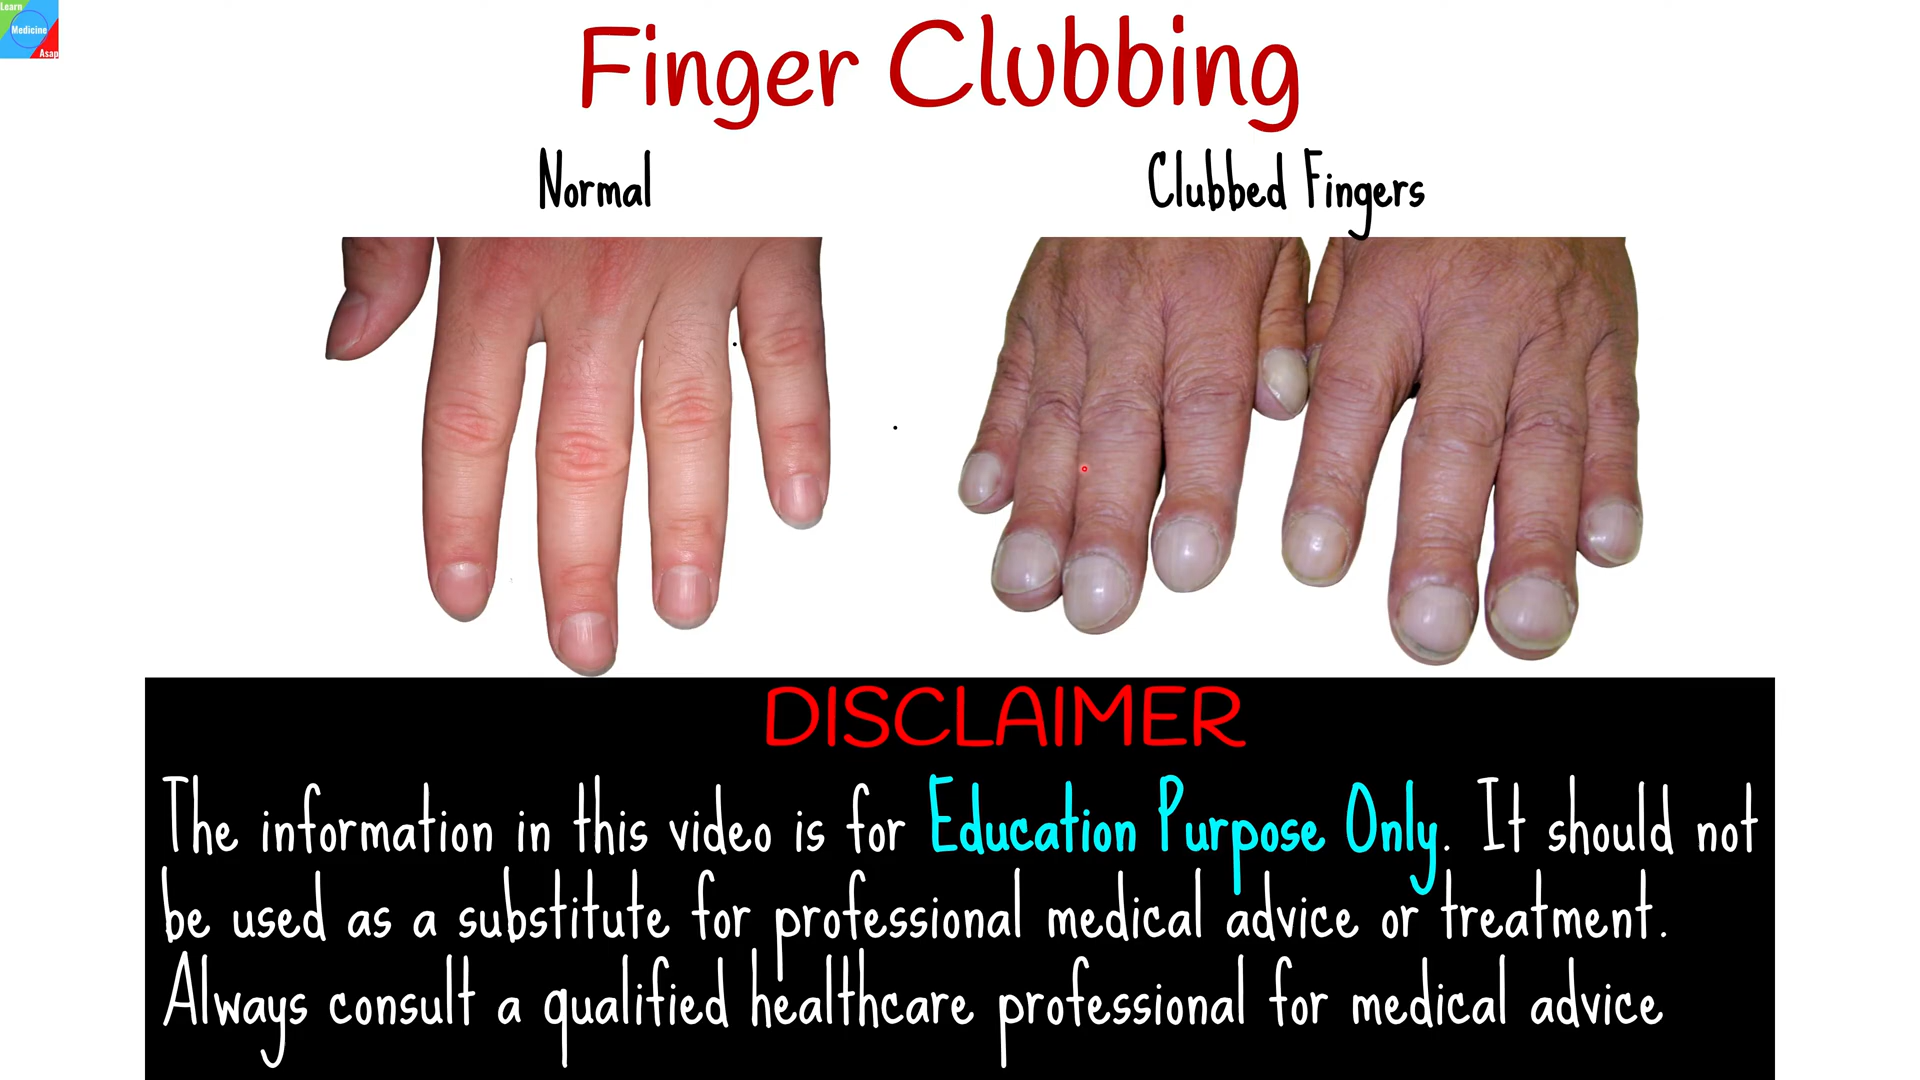 Learn
Medicine
Asap
Finger Clubbing
Normal
Clubbed Fingers
DISCLAIMER
The information in this video is for Education Purpose Only. It should not
be used as a substitute for professional medical advice or treatment.
Always consult a qualified healthcare professional for medical advice